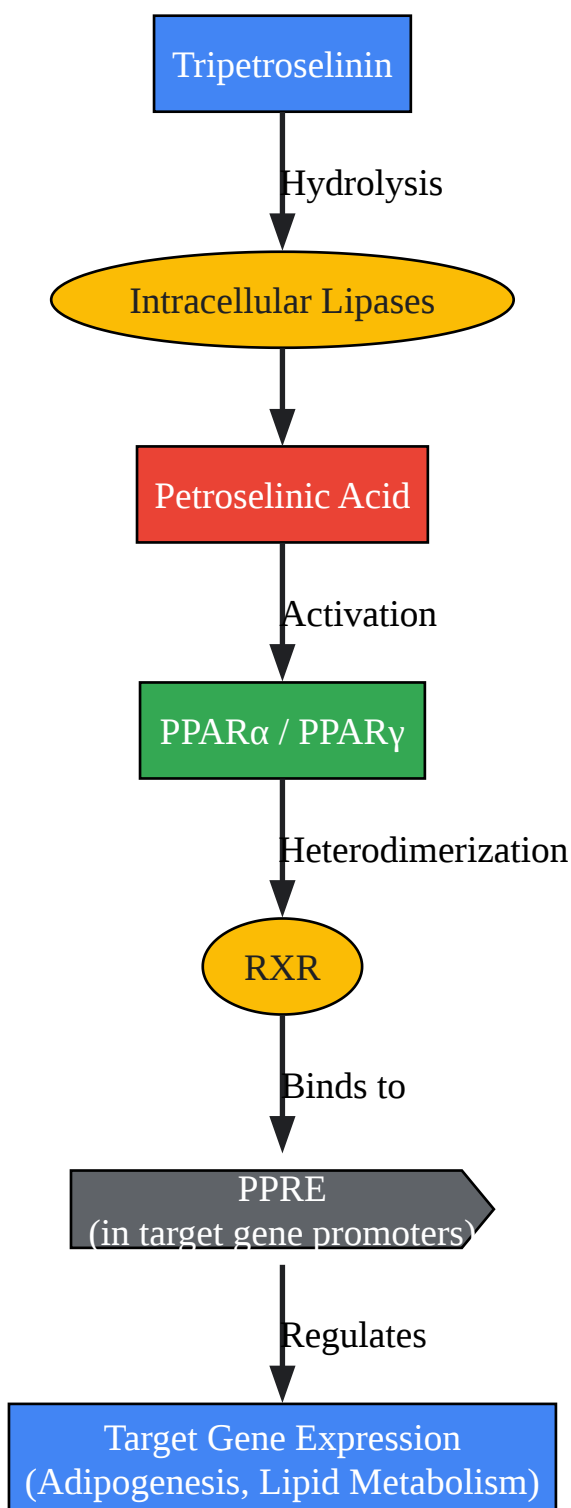 Tripetroselinin
Hydrolysis
Intracellular Lipases
Petroselinic Acid
Activation
PPARα / PPARγ
Heterodimerization
RXR
Binds to
PPRE
(in target gene promoters)
Regulates
Target Gene Expression
(Adipogenesis, Lipid Metabolism)